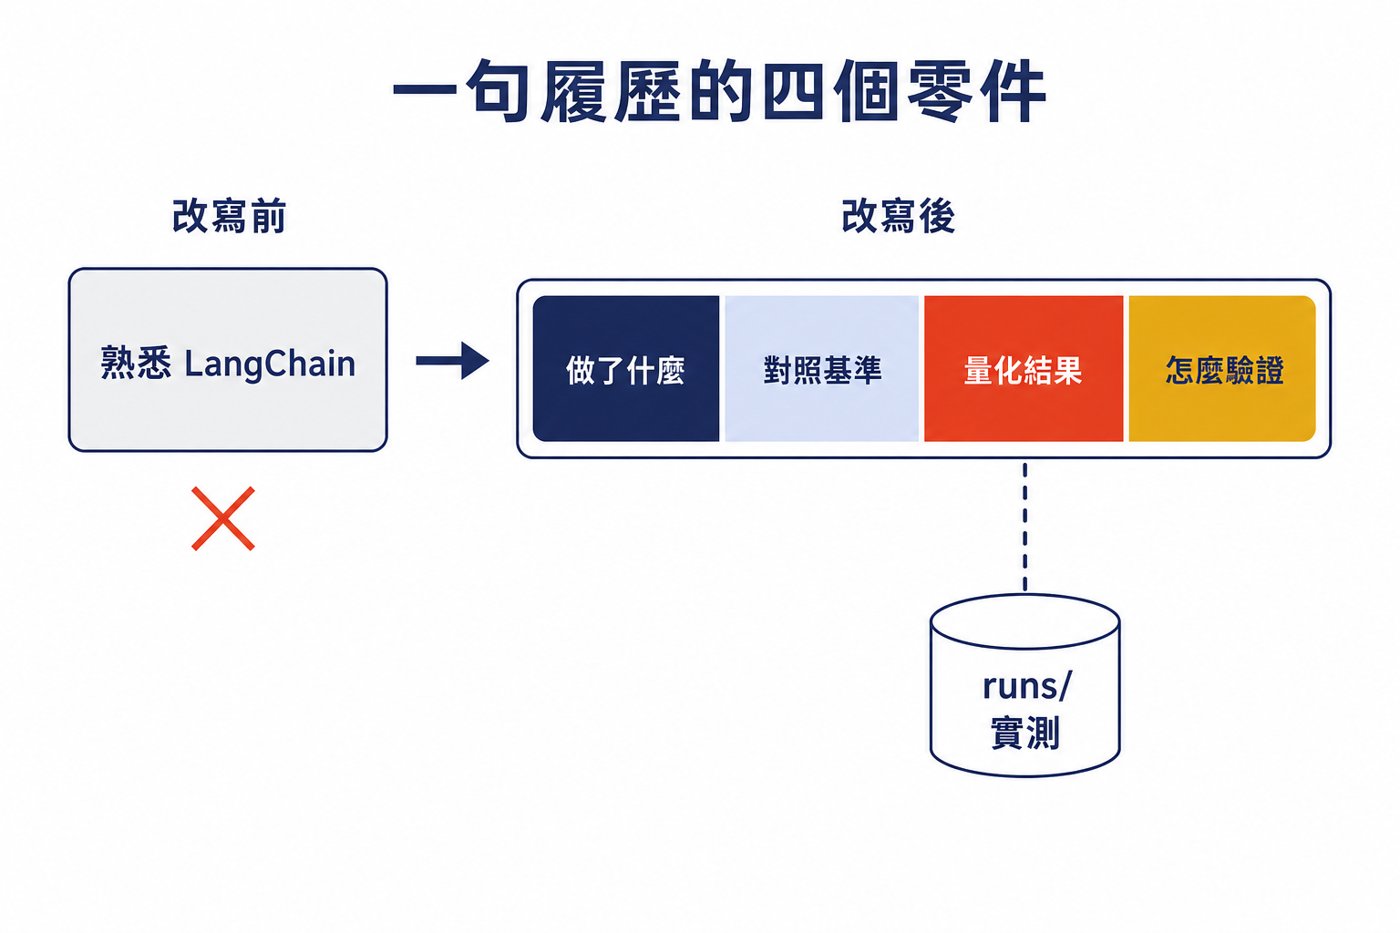 一句履歷的四個零件
改寫前
改寫後
熟悉 LangChain
做了什麼
對照基準
量化結果
怎麼驗證
runs/
實測